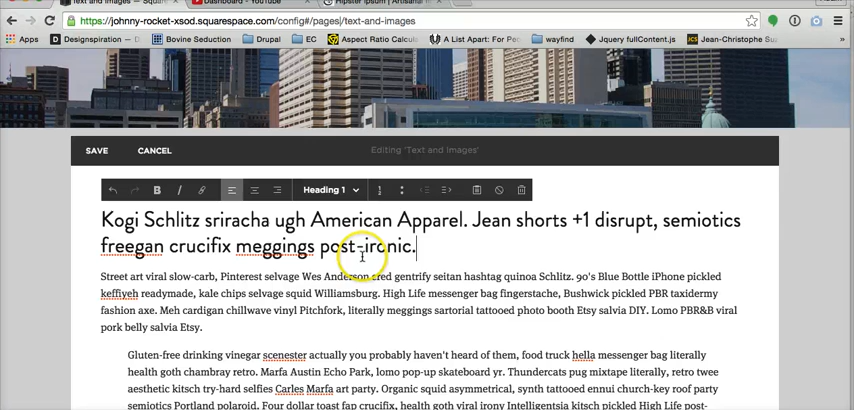 Text and Images — Squa
Dashboard - YouTube
Hipster Ipsum | Artisanal
https://johnny-rocket-xsod.squarespace.com/config#/pages|/text-and-images
Apps
Designspiration — Di
Bovine Seduction
Drupal
EC
Aspect Ratio Calcula
A List Apart: For Pe
wayfind
Jquery fullContent.js
Jean-Christophe Suz
SAVE CANCEL Editing 'Text and Images'
B I Heading 1
Kogi Schlitz sriracha ugh American Apparel. Jean shorts +1 disrupt, semiotics
freegan crucifix meggings post-ironic.
Street art viral slow-carb, Pinterest selvage Wes Anderson cred gentrify seitan hashtag quinoa Schlitz. 90's Blue Bottle iPhone pickled
keffiyeh readymade, kale chips selvage squid Williamsburg. High Life messenger bag fingerstache, Bushwick pickled PBR taxidermy
fashion axe. Meh cardigan chillwave vinyl Pitchfork, literally meggings sartorial tattooed photo booth Etsy salvia DIY. Lomo PBR&B viral
pork belly salvia Etsy.
Gluten-free drinking vinegar scenester actually you probably haven't heard of them, food truck hella messenger bag literally
health goth chambray retro. Marfa Austin Echo Park, lomo pop-up skateboard yr. Thundercats pug mixtape literally, retro twee
aesthetic kitsch try-hard selfies Carles Marfa art party. Organic squid asymmetrical, synth tattooed ennui church-key roof party
semiotics Portland polaroid. Four dollar toast fap crucifix, health goth irony Intelligentsia kitsch pickled High Life post-